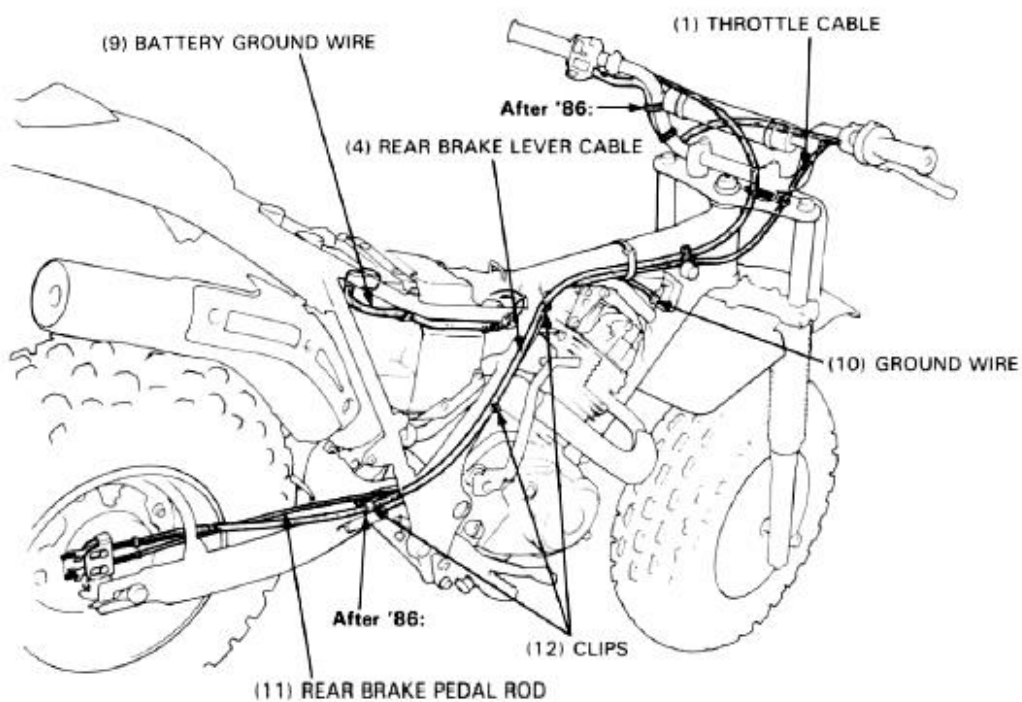 (1) THROTTLE CABLE
(9) BATTERY GROUND WIRE
After '86:
(4) REAR BRAKE LEVER CABLE
(10) GROUND WIRE
After '86:
(12) CLIPS
(11) REAR BRAKE PEDAL ROD